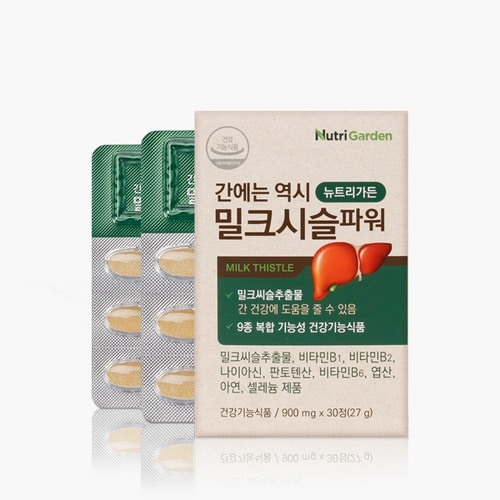 NutriGarden
건강
기능식품
간에는 역시 뉴트리가든
밀크시슬파워
MILK THISTLE
밀크씨슬추출물
간 건강에 도움을 줄 수 있음
9종 복합 기능성 건강기능식품
밀크씨슬추출물, 비타민B1, 비타민B2,
나이아신, 판토텐산, 비타민B6, 엽산,
아연, 셀레늄 제품
건강기능식품 / 900 mg x 30정(27 g)